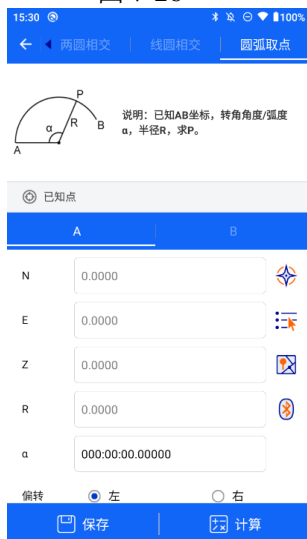 15:30 100%
两圆相交 线圆相交 圆弧取点
P
α R B
A
说明：已知AB坐标，转角角度/弧度
α，半径R，求P。
已知点
A B
N 0.0000
E 0.0000
Z 0.0000
R 0.0000
α 000:00:00.00000
偏转 左 右
保存 计算